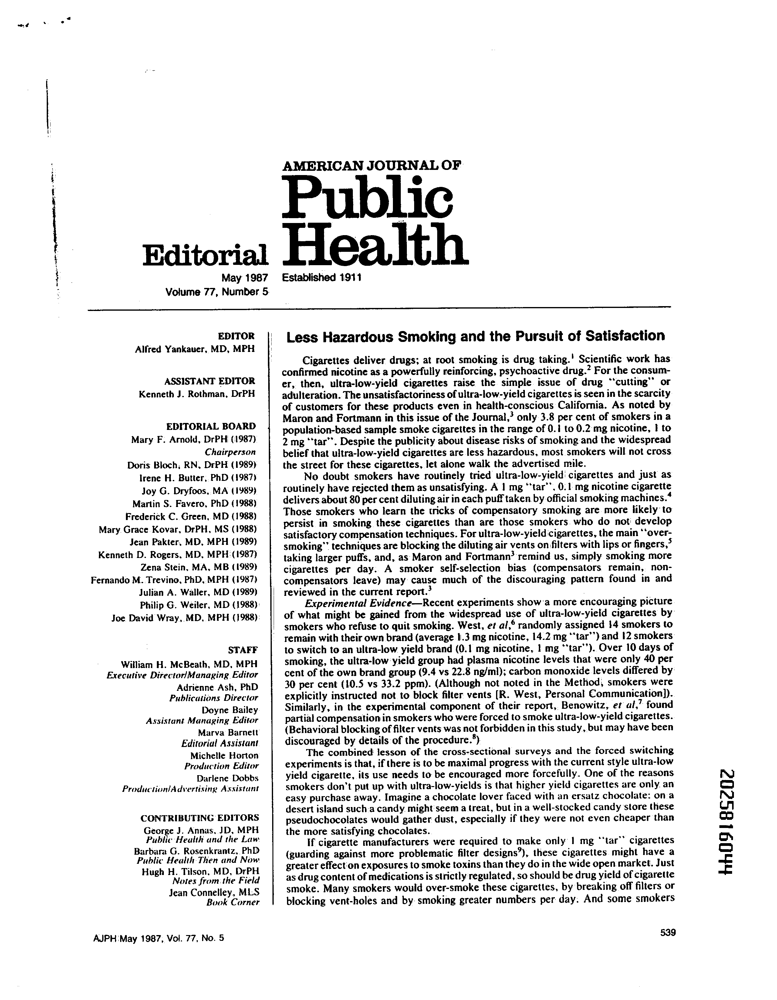 AMERICAN JOURNAL OF
Public
Health
Editorial
May 1987 Established 1911
Volume 77, Number 5
EDITOR
Alfred Yankauer, MD, MPH
ASSISTANT EDITOR
Kenneth J. Rothman, DrPH
EDITORIAL BOARD
Mary F. Arnold, DrPH (1987)
Chairperson
Doris Bloch, RN, DrPH (1989)
Irene H. Butter, PhD (1987)
Joy G. Dryfoos, MA (1989)
Martin S. Favero, PhD (1988)
Frederick C. Green, MD (1988)
Mary Grace Kovar, DrPH, MS (1988)
Jean Pakter, MD, MPH (1989)
Kenneth D. Rogers, MD, MPH (1987)
Zena Stein, MA, MB (1989)
Fernando M. Trevino, PhD, MPH (1987)
Julian A. Waller, MD (1989)
Philip G. Weiler, MD (1988)
Joe David Wray, MD, MPH (1988)
STAFF
William H. McBeath, MD, MPH
Executive Director/Managing Editor
Adrienne Ash, PhD
Publications Director
Doyne Bailey
Assistant Managing Editor
Marva Barnett
Editorial Assistant
Michelle Horton
Production Editor
Darlene Dobbs
Production/Advertising Assistant
CONTRIBUTING EDITORS
George J. Annas, JD, MPH
Public Health and the Law
Barbara G. Rosenkrantz, PhD
Public Health Then and Now
Hugh H. Tilson, MD, DrPH
Notes from the Field
Jean Connelley, MLS
Book Corner
Less Hazardous Smoking and the Pursuit of Satisfaction
Cigarettes deliver drugs; at root smoking is drug taking.¹ Scientific work has
confirmed nicotine as a powerfully reinforcing, psychoactive drug.² For the consum-
er, then, ultra-low-yield cigarettes raise the simple issue of drug "cutting" or
adulteration. The unsatisfactoriness of ultra-low-yield cigarettes is seen in the scarcity
of customers for these products even in health-conscious California. As noted by
Maron and Fortmann in this issue of the Journal,³ only 3.8 per cent of smokers in a
population-based sample smoke cigarettes in the range of 0.1 to 0.2 mg nicotine, 1 to
2 mg "tar". Despite the publicity about disease risks of smoking and the widespread
belief that ultra-low-yield cigarettes are less hazardous, most smokers will not cross
the street for these cigarettes, let alone walk the advertised mile.
No doubt smokers have routinely tried ultra-low-yield cigarettes and just as
routinely have rejected them as unsatisfying. A 1 mg "tar", 0.1 mg nicotine cigarette
delivers about 80 per cent diluting air in each puff taken by official smoking machines.⁴
Those smokers who learn the tricks of compensatory smoking are more likely to
persist in smoking these cigarettes than are those smokers who do not develop
satisfactory compensation techniques. For ultra-low-yield cigarettes, the main "over-
smoking" techniques are blocking the diluting air vents on filters with lips or fingers,⁵
taking larger puffs, and, as Maron and Fortmann³ remind us, simply smoking more
cigarettes per day. A smoker self-selection bias (compensators remain, non-
compensators leave) may cause much of the discouraging pattern found in and
reviewed in the current report.³
Experimental Evidence—Recent experiments show a more encouraging picture
of what might be gained from the widespread use of ultra-low-yield cigarettes by
smokers who refuse to quit smoking. West, et al,⁶ randomly assigned 14 smokers to
remain with their own brand (average 1.3 mg nicotine, 14.2 mg "tar") and 12 smokers
to switch to an ultra-low yield brand (0.1 mg nicotine, 1 mg "tar"). Over 10 days of
smoking, the ultra-low yield group had plasma nicotine levels that were only 40 per
cent of the own brand group (9.4 vs 22.8 ng/ml); carbon monoxide levels differed by
30 per cent (10.5 vs 33.2 ppm). (Although not noted in the Method, smokers were
explicitly instructed not to block filter vents [R. West, Personal Communication]).
Similarly, in the experimental component of their report, Benowitz, et al,⁷ found
partial compensation in smokers who were forced to smoke ultra-low-yield cigarettes.
(Behavioral blocking of filter vents was not forbidden in this study, but may have been
discouraged by details of the procedure.⁸)
The combined lesson of the cross-sectional surveys and the forced switching
experiments is that, if there is to be maximal progress with the current style ultra-low
yield cigarette, its use needs to be encouraged more forcefully. One of the reasons
smokers don't put up with ultra-low-yields is that higher yield cigarettes are only an
easy purchase away. Imagine a chocolate lover faced with an ersatz chocolate: on a
desert island such a candy might seem a treat, but in a well-stocked candy store these
pseudochocolates would gather dust, especially if they were not even cheaper than
the more satisfying chocolates.
If cigarette manufacturers were required to make only 1 mg "tar" cigarettes
(guarding against more problematic filter designs⁹), these cigarettes might have a
greater effect on exposures to smoke toxins than they do in the wide open market. Just
as drug content of medications is strictly regulated, so should be drug yield of cigarette
smoke. Many smokers would over-smoke these cigarettes, by breaking off filters or
blocking vent-holes and by smoking greater numbers per day. And some smokers
2025816044
AJPH May 1987, Vol. 77, No. 5
539